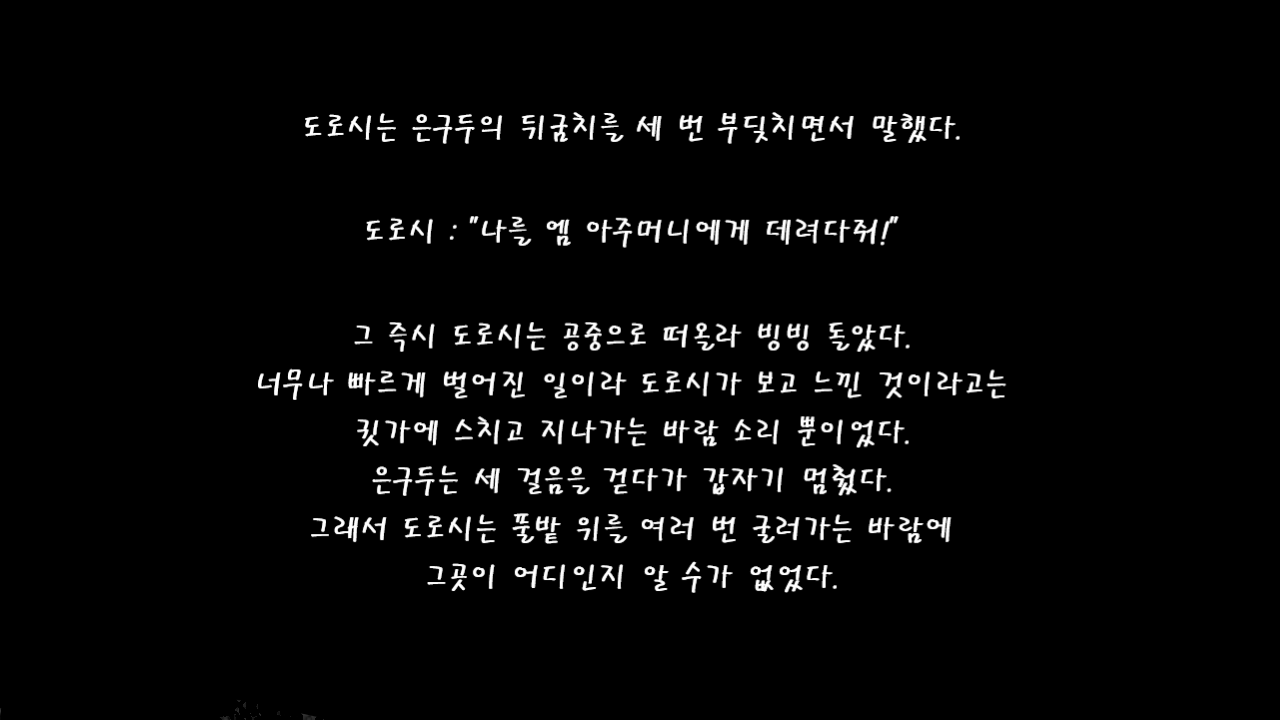 도로시는 은구두의 뒤굼치를 세 번 부딪치면서 말했다.
도로시 : "나를 엠 아주머니에게 데려다줘!"
그 즉시 도로시는 공중으로 떠올라 빙빙 돌았다.
너무나 빠르게 벌어진 일이라 도로시가 보고 느낀 것이라고는
귓가에 스치고 지나가는 바람 소리 뿐이었다.
은구두는 세 걸음을 걷다가 갑자기 멈췄다.
그래서 도로시는 풀밭 위를 여러 번 굴러가는 바람에
그곳이 어디인지 알 수가 없었다.